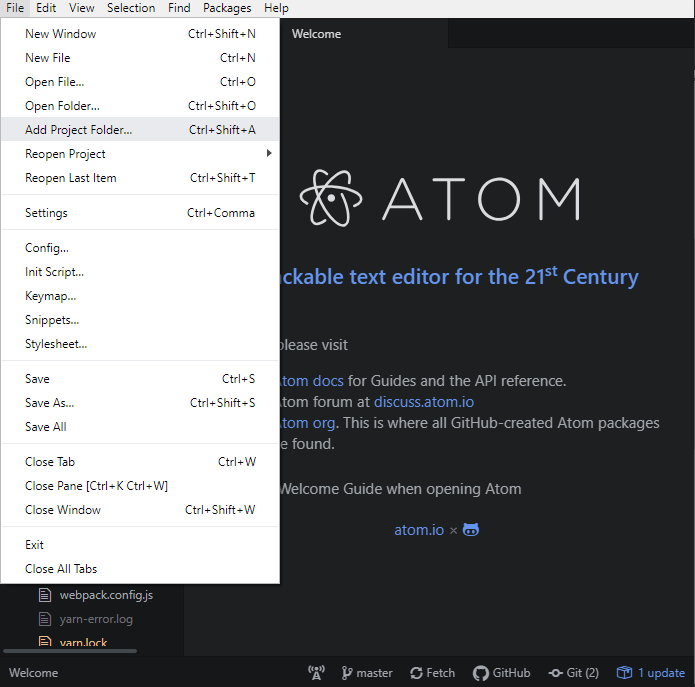 File Edit View Selection Find Packages Help
New Window Ctrl+Shift+N
New File Ctrl+N
Open File... Ctrl+O
Open Folder... Ctrl+Shift+O
Add Project Folder... Ctrl+Shift+A
Reopen Project
Reopen Last Item Ctrl+Shift+T
Settings Ctrl+Comma
Config...
Init Script...
Keymap...
Snippets...
Stylesheet...
Save Ctrl+S
Save As... Ctrl+Shift+S
Save All
Close Tab Ctrl+W
Close Pane [Ctrl+K Ctrl+W]
Close Window Ctrl+Shift+W
Exit
Close All Tabs
Welcome
ATOM
ckable text editor for the 21st Century
please visit
Atom docs for Guides and the API reference.
Atom forum at discuss.atom.io
Atom org. This is where all GitHub-created Atom packages
e found.
Welcome Guide when opening Atom
atom.io ×
webpack.config.js
yarn-error.log
yarn.lock
Welcome master Fetch GitHub Git (2) 1 update